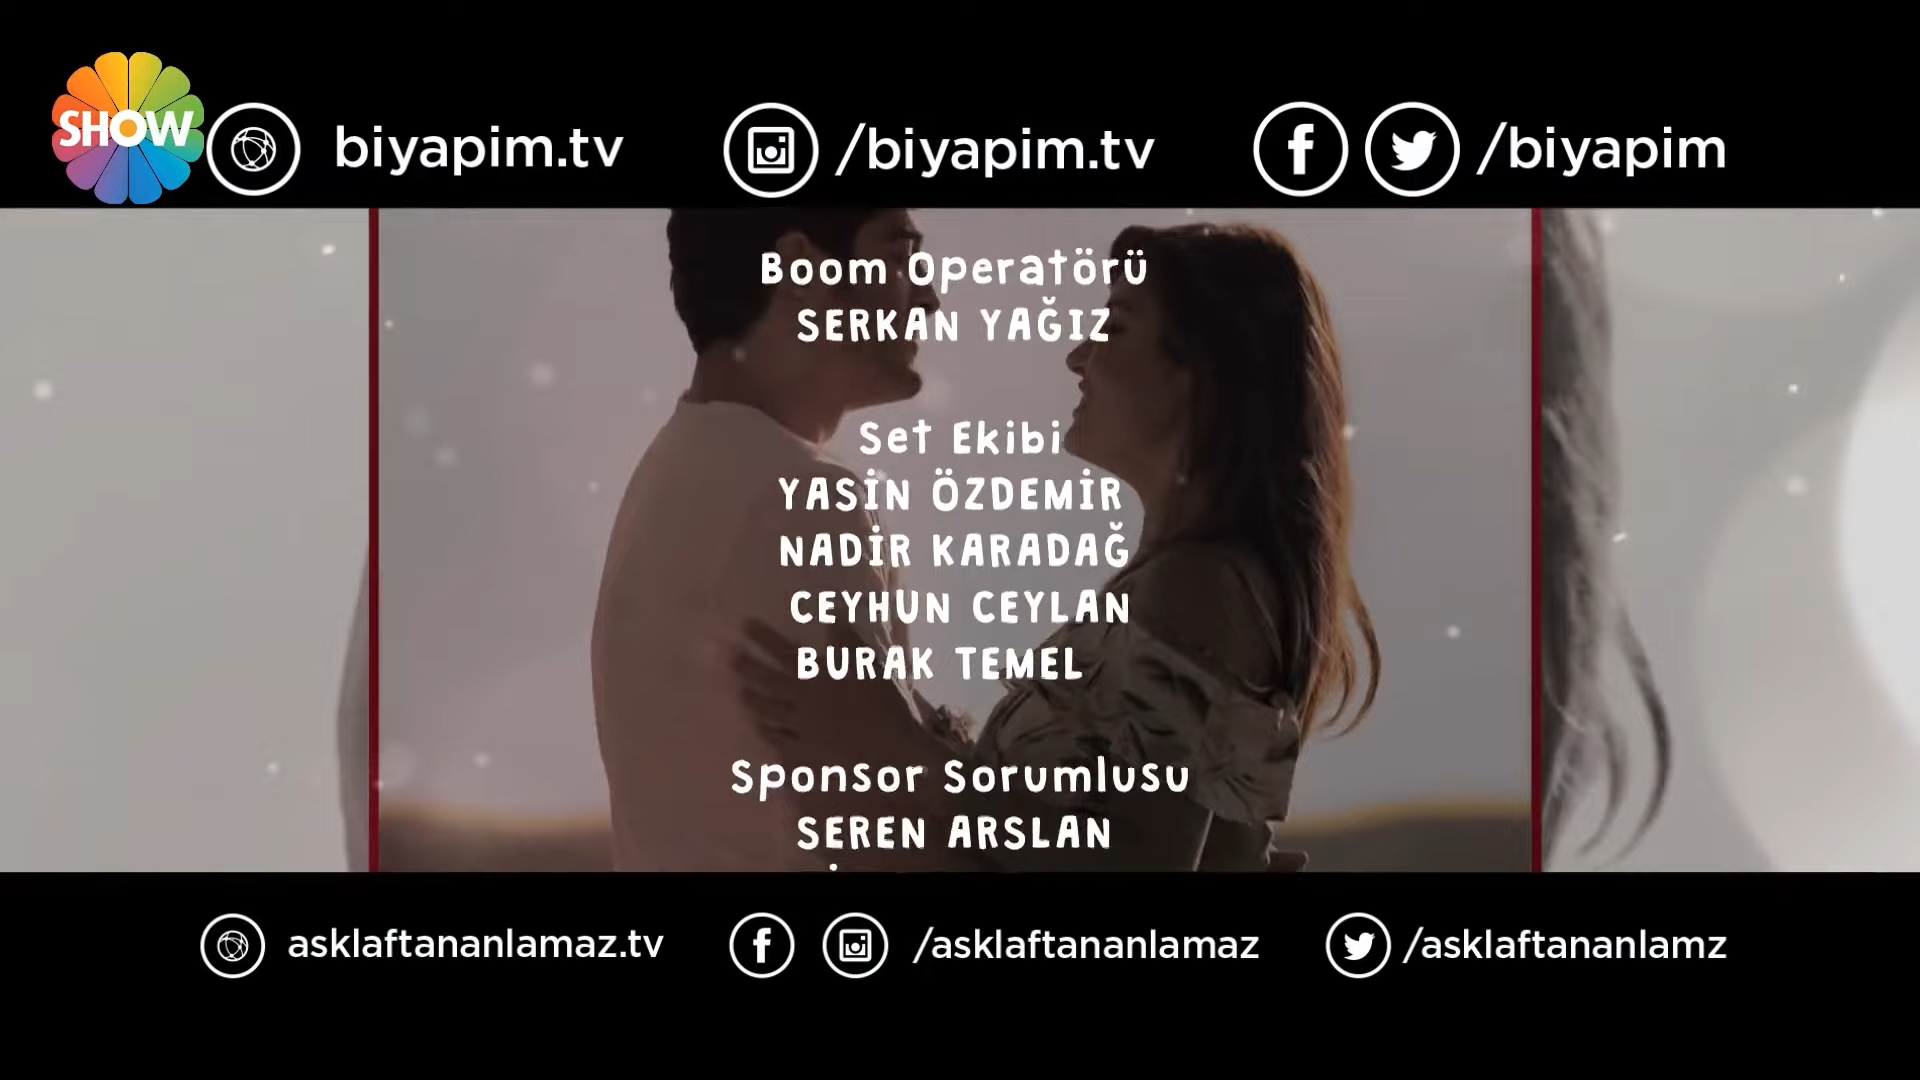 SHOW
biyapim.tv
/biyapim.tv
/biyapim
Boom Operatörü
SERKAN YAĞIZ
Set Ekibi
YASİN ÖZDEMİR
NADİR KARADAĞ
CEYHUN CEYLAN
BURAK TEMEL
Sponsor Sorumlusu
SEREN ARSLAN
asklaftananlamaz.tv
/asklaftananlamaz
/asklaftananlamz